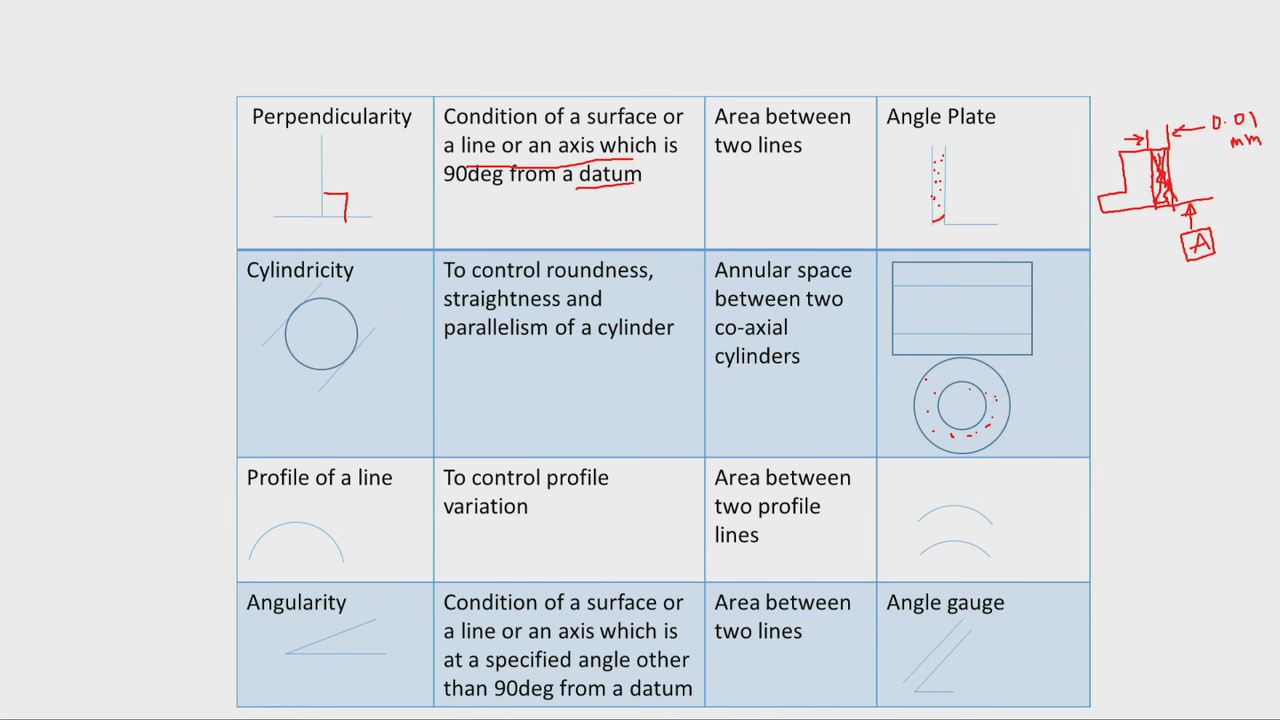 Perpendicularity
Condition of a surface or
a line or an axis which is
90deg from a datum
Area between
two lines
Angle Plate
0.01
mm
A
Cylindricity
To control roundness,
straightness and
parallelism of a cylinder
Annular space
between two
co-axial
cylinders
Profile of a line
To control profile
variation
Area between
two profile
lines
Angularity
Condition of a surface or
a line or an axis which is
at a specified angle other
than 90deg from a datum
Area between
two lines
Angle gauge